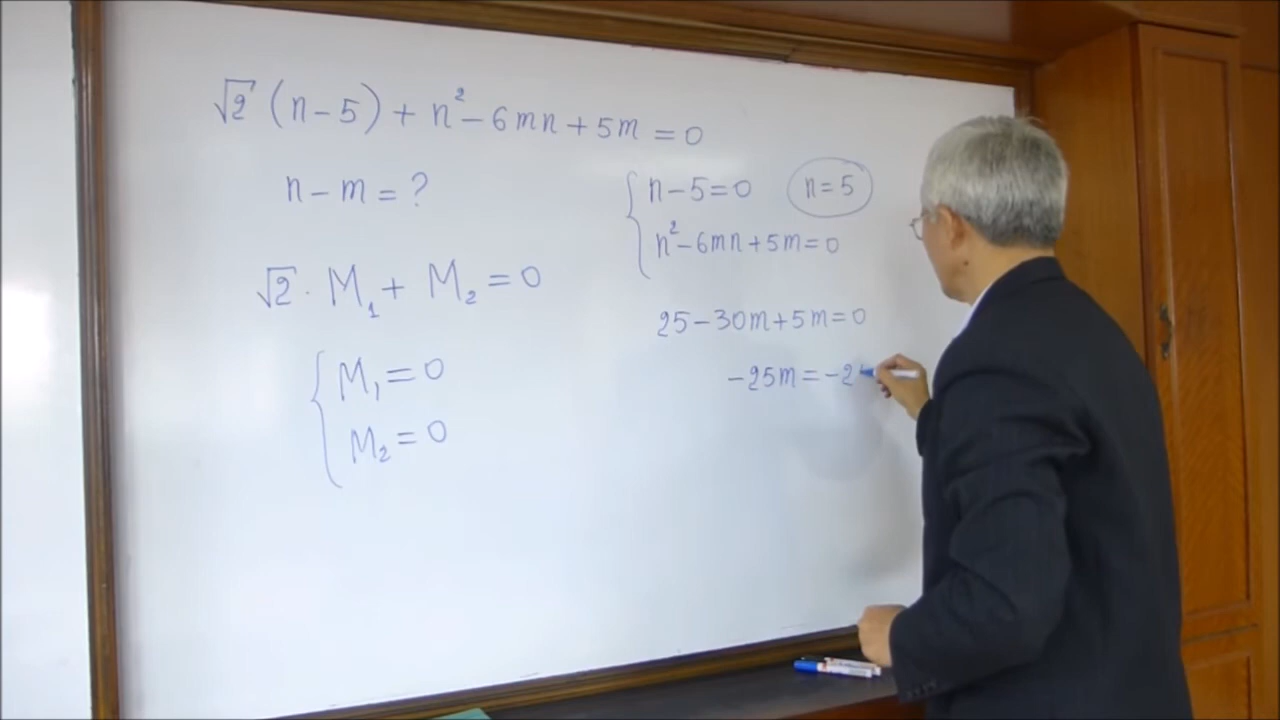 √2 (n-5) + n² - 6mn + 5m = 0
n - m = ?
√2 · M₁ + M₂ = 0
M₁ = 0
M₂ = 0
n - 5 = 0 n = 5
n² - 6mn + 5m = 0
25 - 30m + 5m = 0
-25m = -2